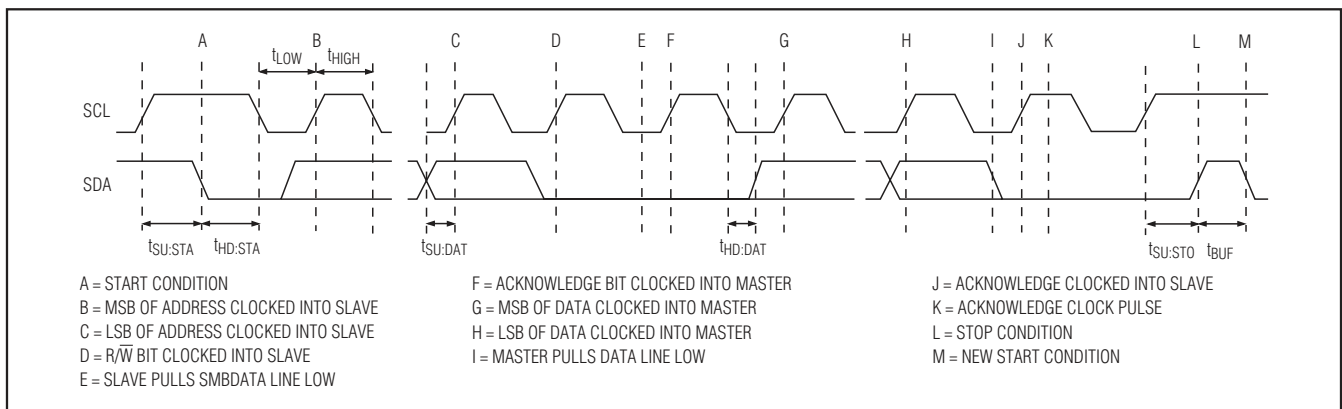 A B C D E F G H I J K L M
tLOW tHIGH
SCL
SDA
tSU:STA tHD:STA tSU:DAT tHD:DAT tSU:STO tBUF
A = START CONDITION
B = MSB OF ADDRESS CLOCKED INTO SLAVE
C = LSB OF ADDRESS CLOCKED INTO SLAVE
D = R/W̅ BIT CLOCKED INTO SLAVE
E = SLAVE PULLS SMBDATA LINE LOW
F = ACKNOWLEDGE BIT CLOCKED INTO MASTER
G = MSB OF DATA CLOCKED INTO MASTER
H = LSB OF DATA CLOCKED INTO MASTER
I = MASTER PULLS DATA LINE LOW
J = ACKNOWLEDGE CLOCKED INTO SLAVE
K = ACKNOWLEDGE CLOCK PULSE
L = STOP CONDITION
M = NEW START CONDITION